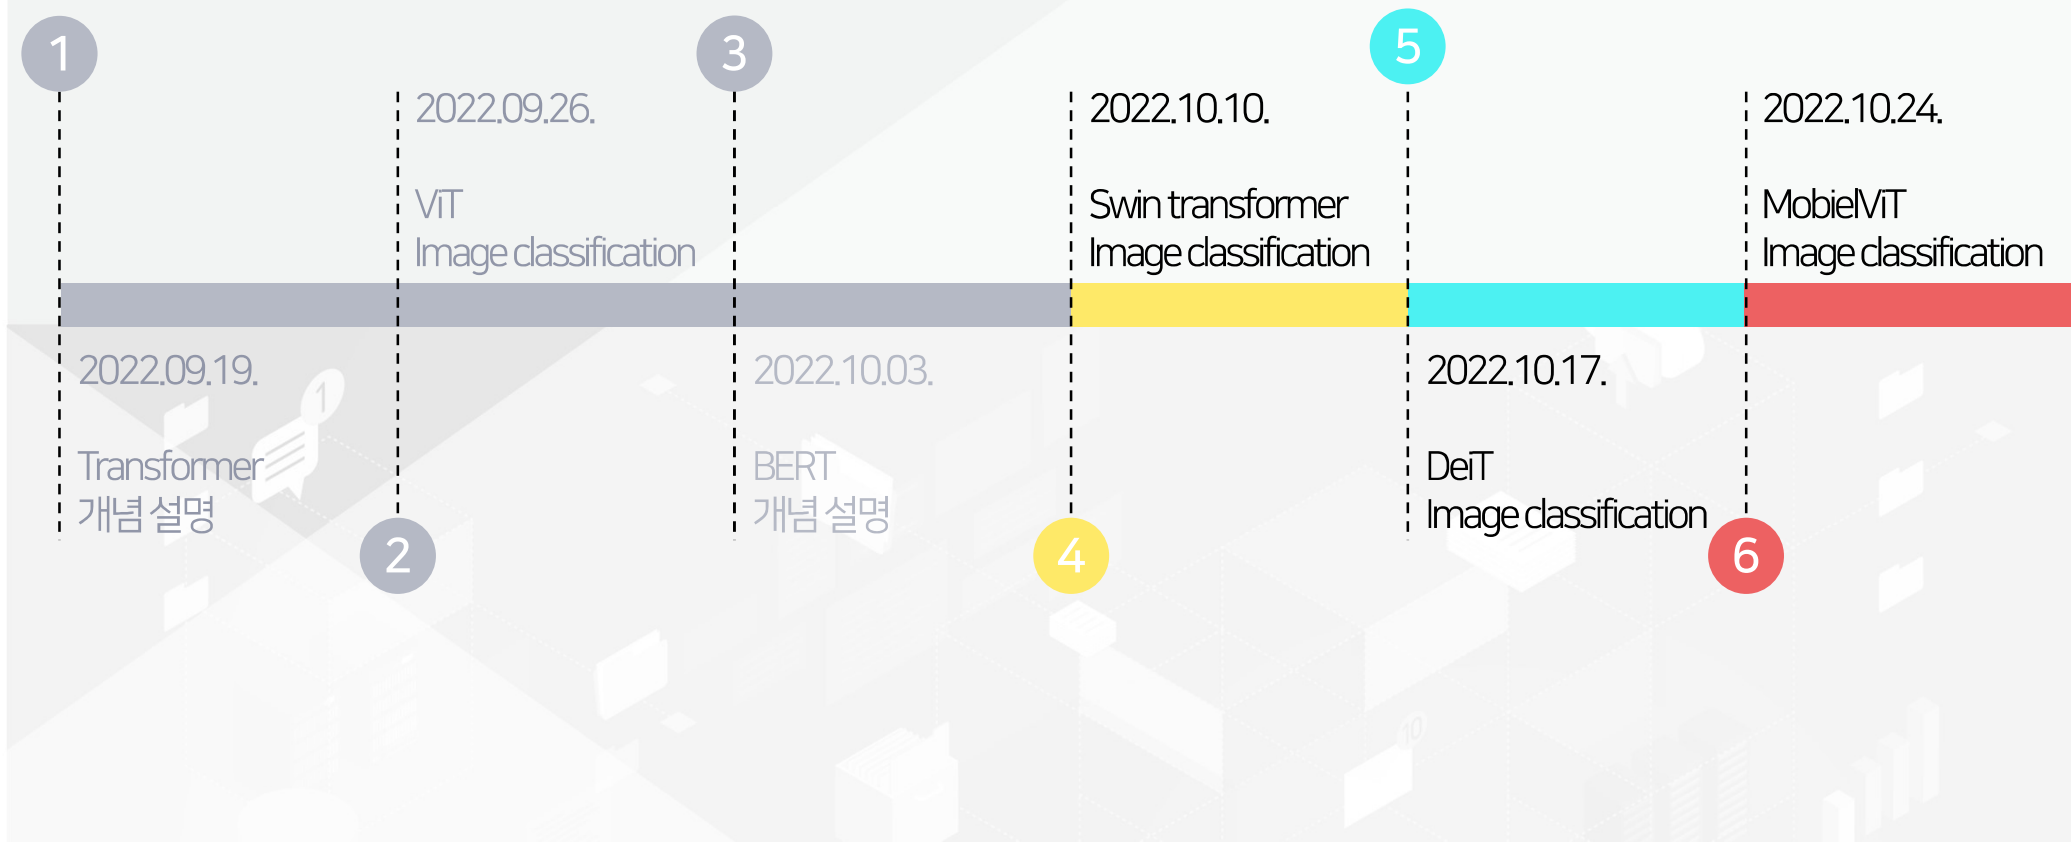 1
2022.09.19.
Transformer
개념 설명
2
2022.09.26.
ViT
Image classification
3
2022.10.03.
BERT
개념 설명
4
2022.10.10.
Swin transformer
Image classification
5
2022.10.17.
DeiT
Image classification
6
2022.10.24.
MobielViT
Image classification
1
10